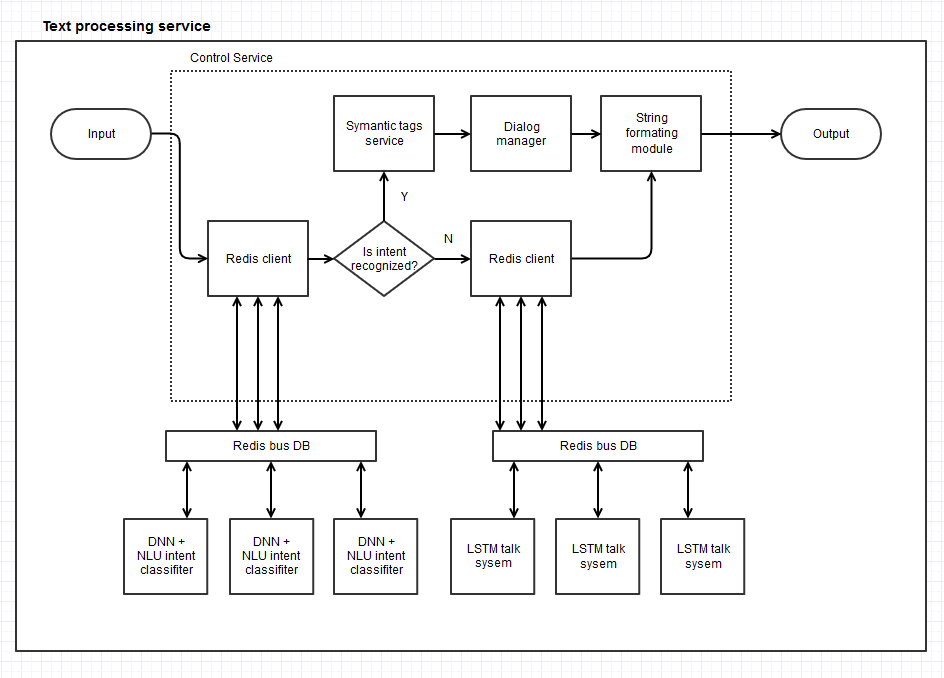 Text processing service
Control Service
Input
Semantic tags
service
Dialog
manager
String
formating
module
Output
Y
Redis client
Is intent
recognized?
N
Redis client
Redis bus DB
Redis bus DB
DNN +
NLU intent
classifiter
DNN +
NLU intent
classifiter
DNN +
NLU intent
classifiter
LSTM talk
sysem
LSTM talk
sysem
LSTM talk
sysem